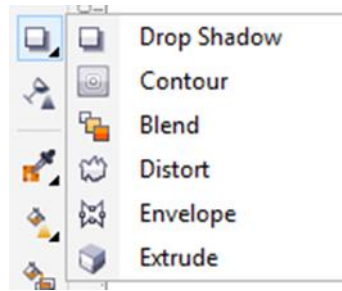 Drop Shadow
Contour
Blend
Distort
Envelope
Extrude